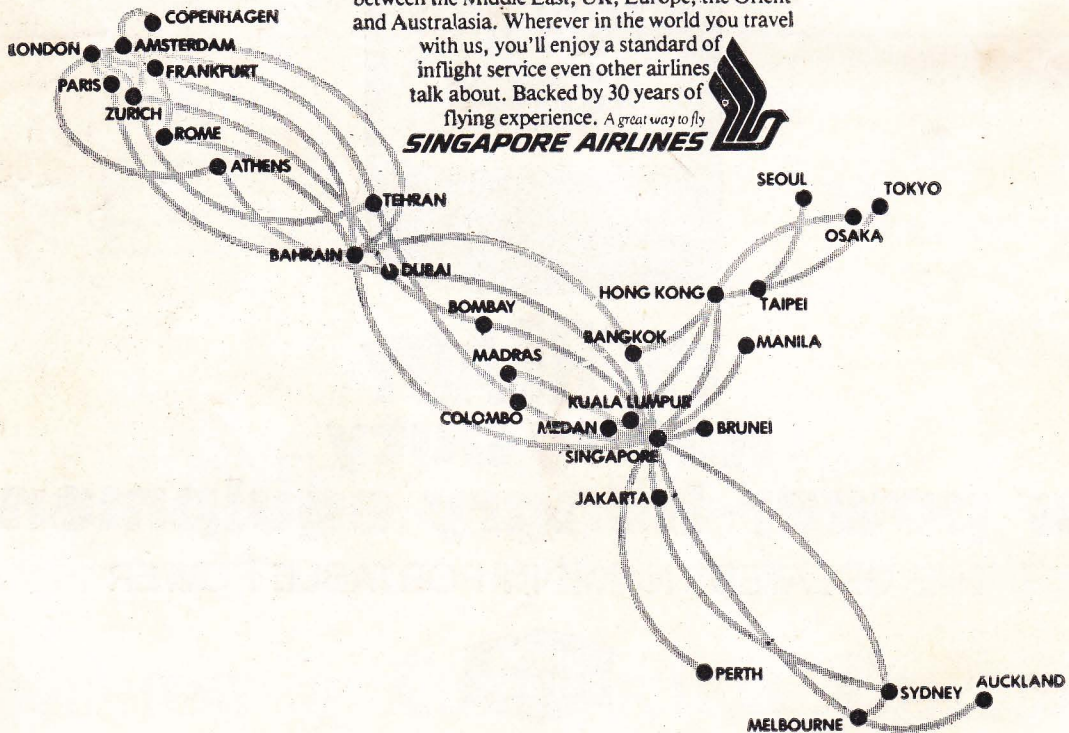 between the Middle East, UK, Europe, the Orient
and Australasia. Wherever in the world you travel
with us, you'll enjoy a standard of
inflight service even other airlines
talk about. Backed by 30 years of
flying experience. A great way to fly
SINGAPORE AIRLINES
COPENHAGEN
LONDON
AMSTERDAM
FRANKFURT
PARIS
ZURICH
ROME
ATHENS
TEHRAN
BAHRAIN
DUBAI
BOMBAY
MADRAS
COLOMBO
SEOUL
TOKYO
OSAKA
HONG KONG
TAIPEI
BANGKOK
MANILA
KUALA LUMPUR
MEDAN
BRUNEI
SINGAPORE
JAKARTA
PERTH
SYDNEY
AUCKLAND
MELBOURNE